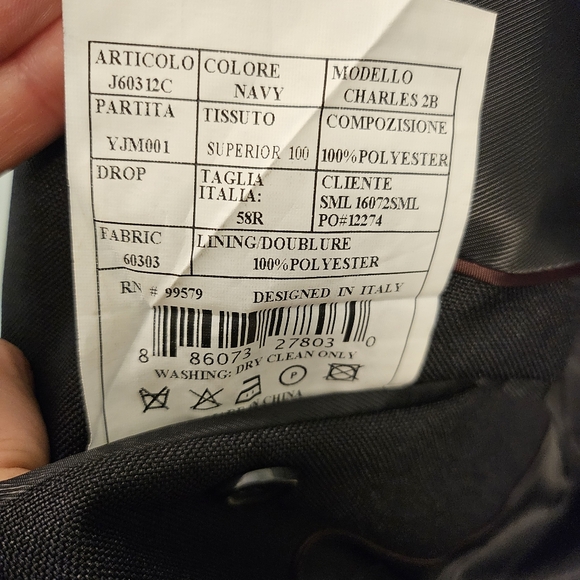 ARTICOLO
J60312C
COLORE
NAVY
MODELLO
CHARLES 2B
PARTITA
YJM001
TISSUTO
SUPERIOR 100
COMPOZISIONE
100%POLYESTER
DROP
TAGLIA
ITALIA:
58R
CLIENTE
SML 16072SML
PO#12274
FABRIC
60303
LINING/DOUBLURE
100%POLYESTER
RN # 99579 DESIGNED IN ITALY
8 86073 27803 0
WASHING: DRY CLEAN ONLY
P
IN CHINA